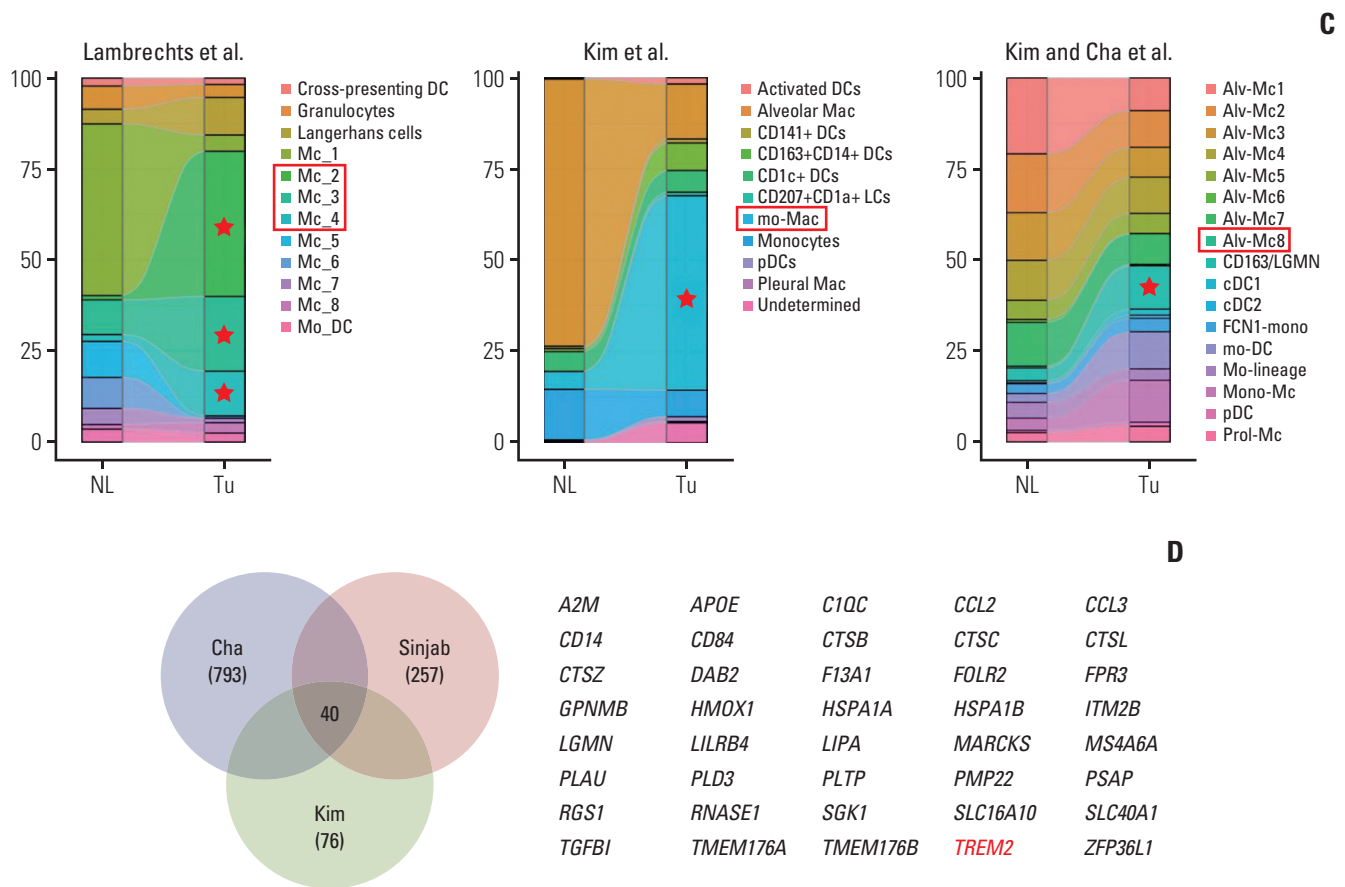 C
Lambrechts et al.
100
75
50
25
0
NL
Tu
Cross-presenting DC
Granulocytes
Langerhans cells
Mc_1
Mc_2
Mc_3
Mc_4
Mc_5
Mc_6
Mc_7
Mc_8
Mo_DC
Kim et al.
100
75
50
25
0
NL
Tu
Activated DCs
Alveolar Mac
CD141+ DCs
CD163+CD14+ DCs
CD1c+ DCs
CD207+CD1a+ LCs
mo-Mac
Monocytes
pDCs
Pleural Mac
Undetermined
Kim and Cha et al.
100
75
50
25
0
NL
Tu
Alv-Mc1
Alv-Mc2
Alv-Mc3
Alv-Mc4
Alv-Mc5
Alv-Mc6
Alv-Mc7
Alv-Mc8
CD163/LGMN
cDC1
cDC2
FCN1-mono
mo-DC
Mo-lineage
Mono-Mc
pDC
Prol-Mc
D
Cha
(793)
Sinjab
(257)
40
Kim
(76)
A2M APOE C1QC CCL2 CCL3
CD14 CD84 CTSB CTSC CTSL
CTSZ DAB2 F13A1 FOLR2 FPR3
GPNMB HMOX1 HSPA1A HSPA1B ITM2B
LGMN LILRB4 LIPA MARCKS MS4A6A
PLAU PLD3 PLTP PMP22 PSAP
RGS1 RNASE1 SGK1 SLC16A10 SLC40A1
TGFBI TMEM176A TMEM176B TREM2 ZFP36L1